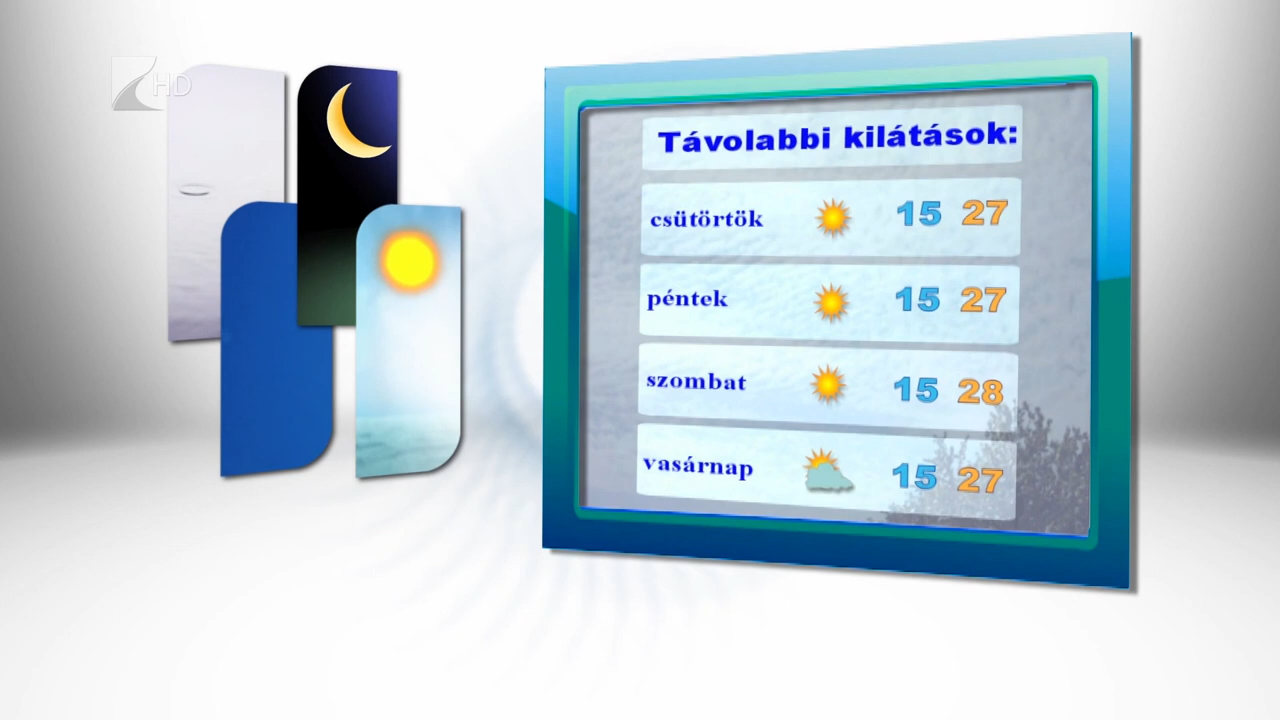 HD
Távolabbi kilátások:
csütörtök 15 27
péntek 15 27
szombat 15 28
vasárnap 15 27